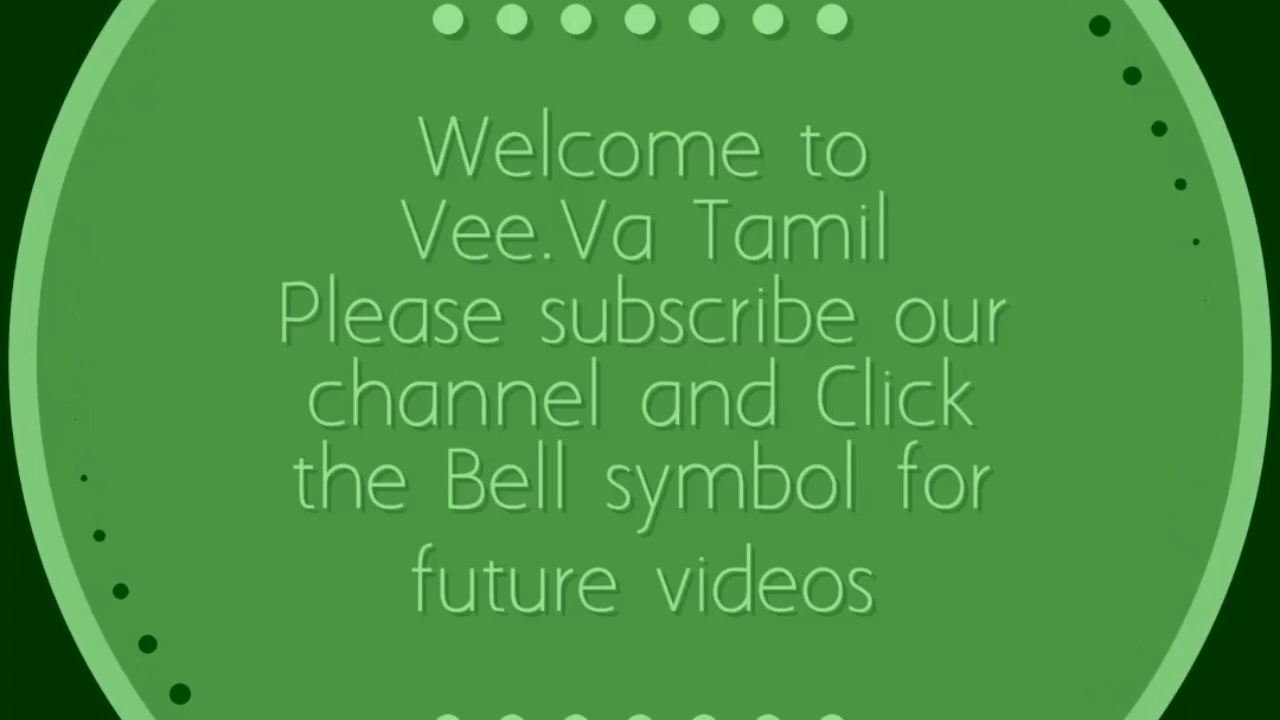 Welcome to
Vee.Va Tamil
Please subscribe our
channel and Click
the Bell symbol for
future videos